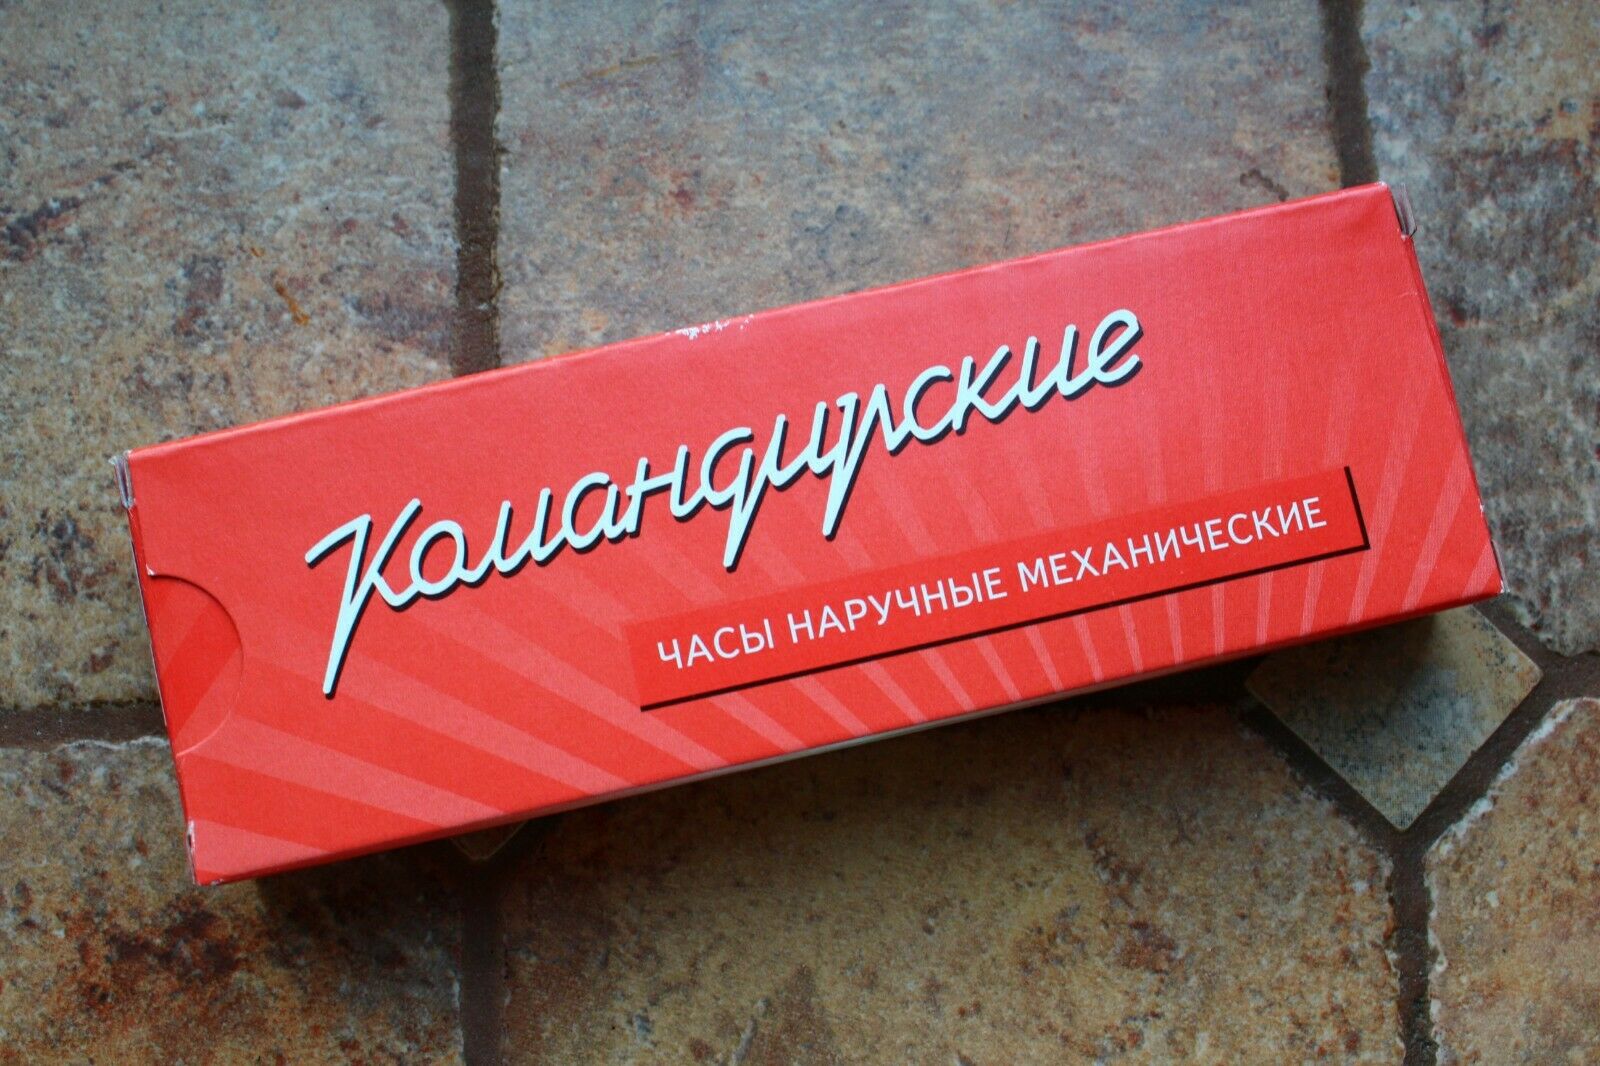 Командирские
ЧАСЫ НАРУЧНЫЕ МЕХАНИЧЕСКИЕ